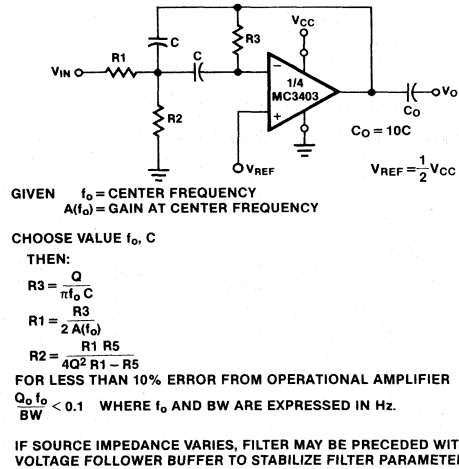 VCC
C
R3
VIN
R1
C
−
1/4
MC3403
+
VO
CO
R2
CO = 10C
VREF
VREF = 1/2 VCC
GIVEN fo = CENTER FREQUENCY
A(fo) = GAIN AT CENTER FREQUENCY
CHOOSE VALUE fo, C
THEN:
R3 = Q / πfo C
R1 = R3 / 2 A(fo)
R2 = R1 R5 / 4Q² R1 − R5
FOR LESS THAN 10% ERROR FROM OPERATIONAL AMPLIFIER
Qo fo / BW < 0.1 WHERE fo AND BW ARE EXPRESSED IN Hz.
IF SOURCE IMPEDANCE VARIES, FILTER MAY BE PRECEDED WIT
VOLTAGE FOLLOWER BUFFER TO STABILIZE FILTER PARAMETE